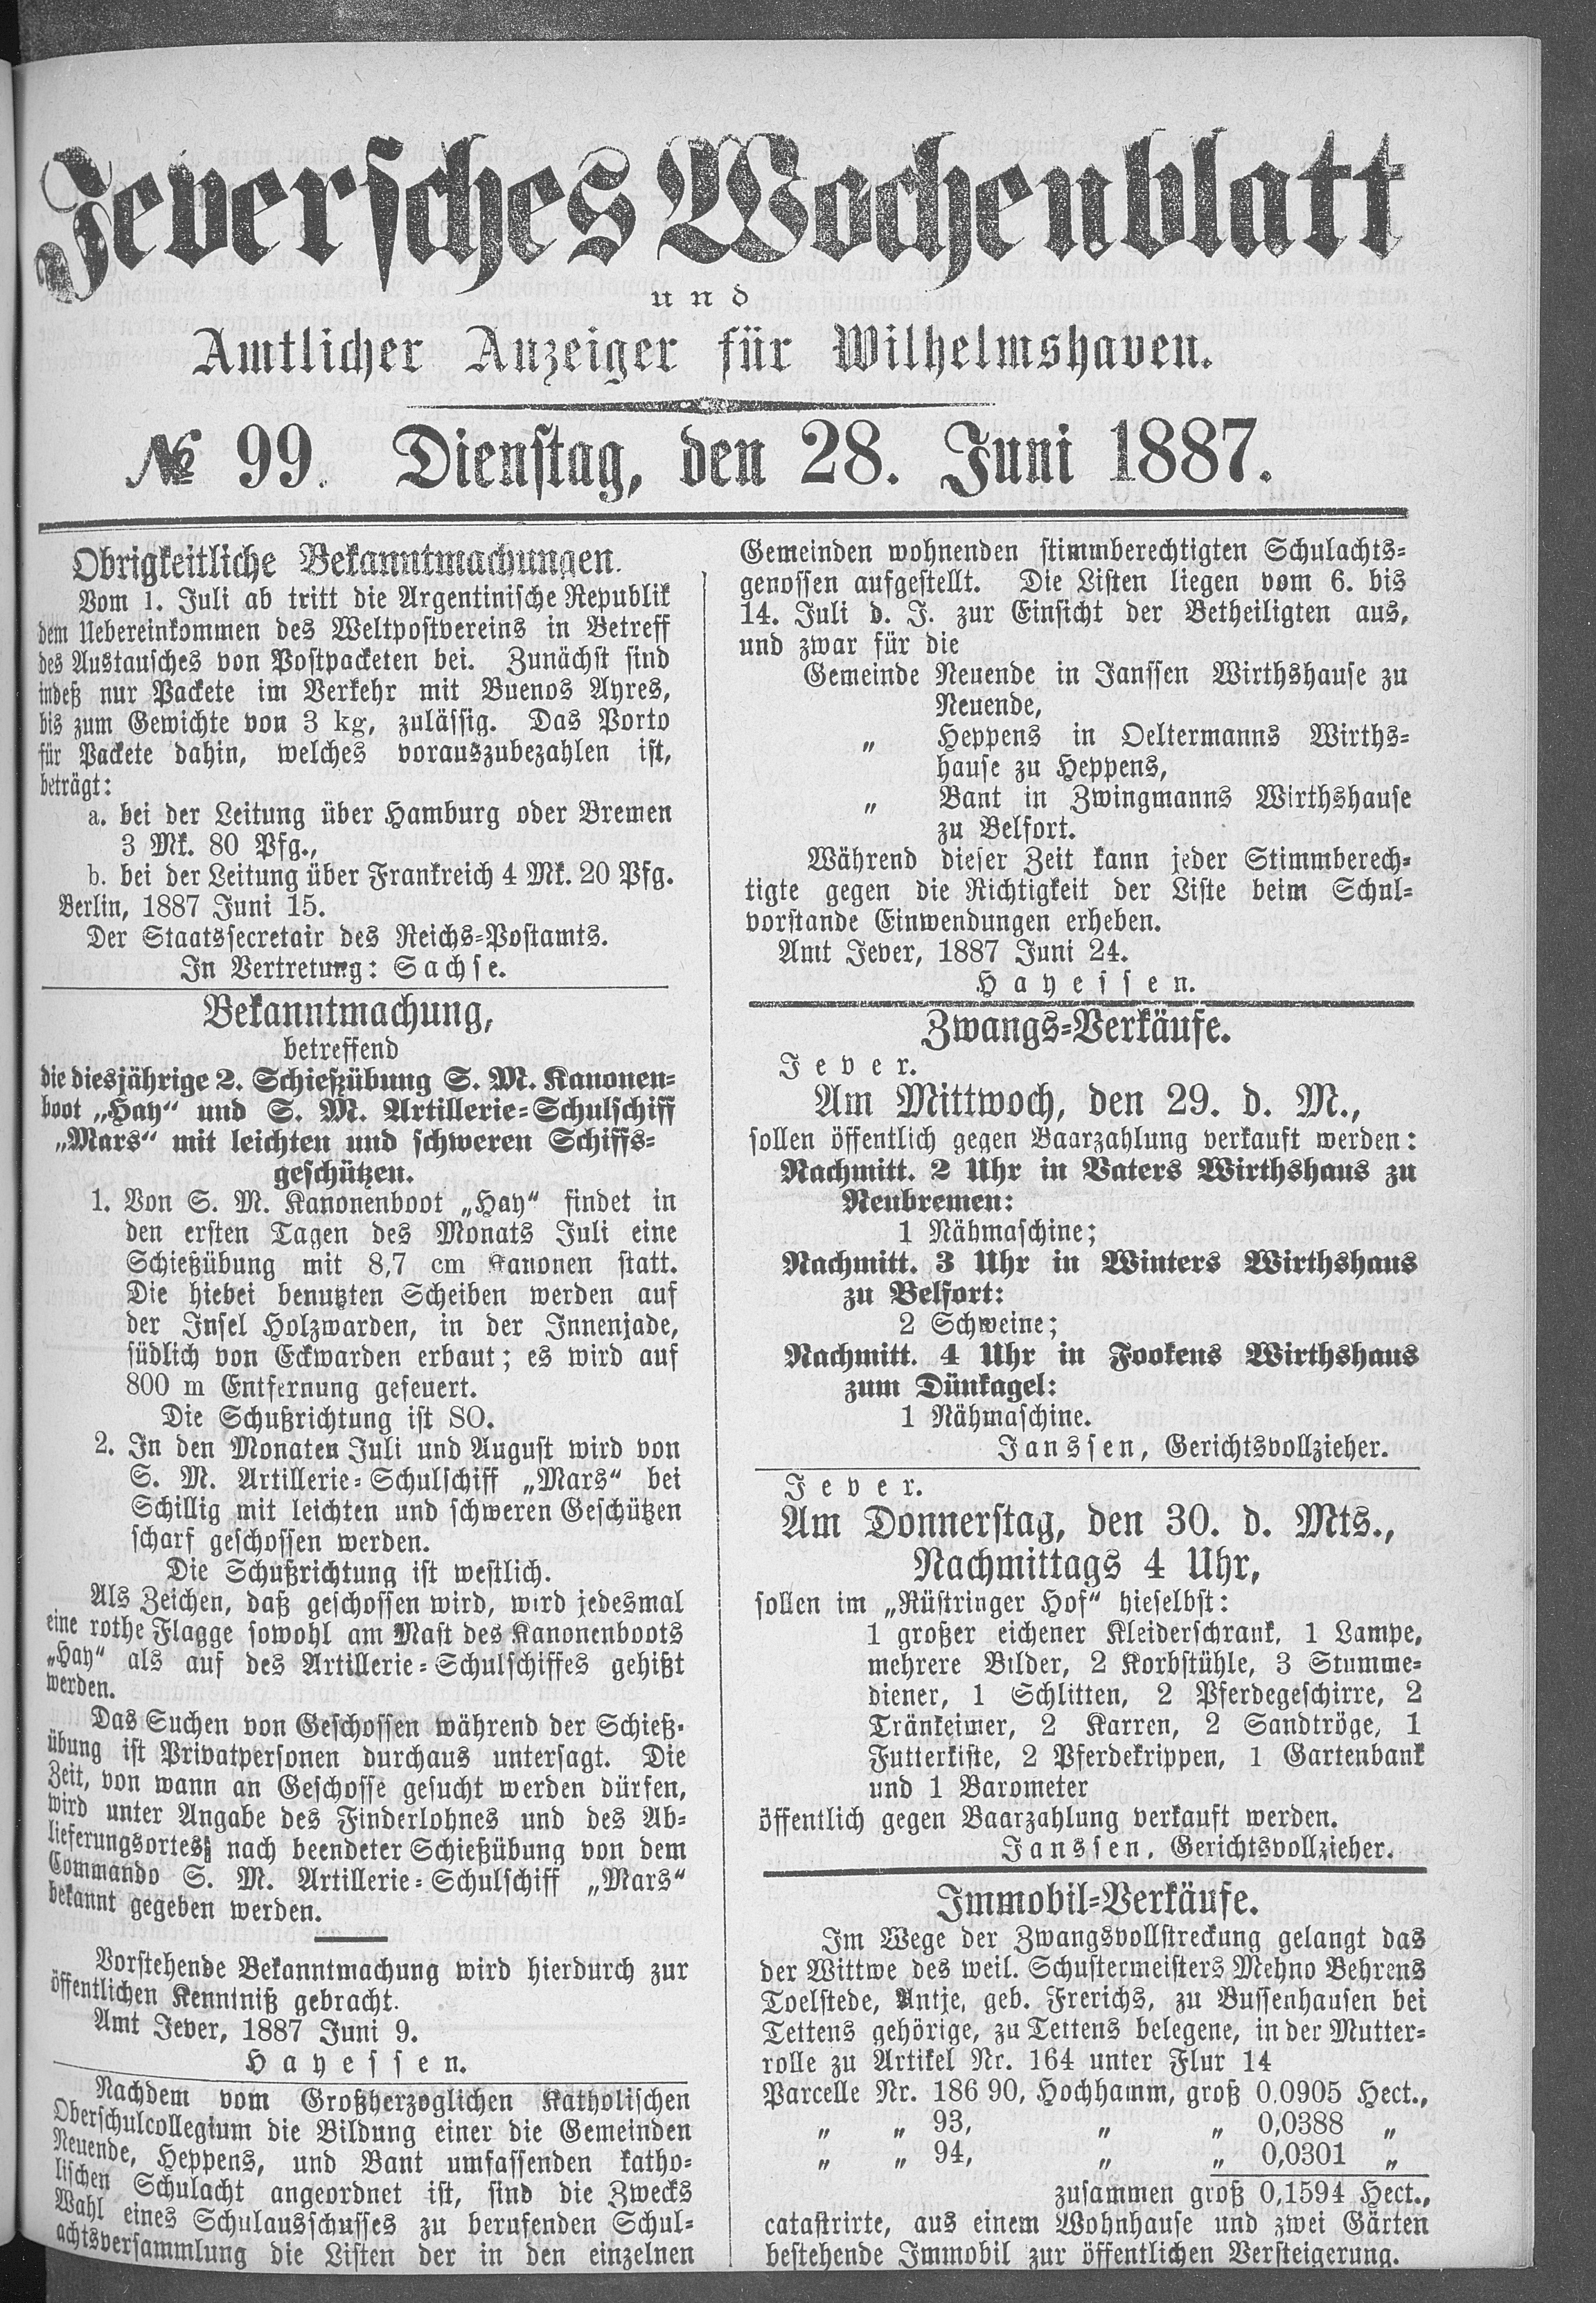 Jeversches Wochenblatt
und
Amtlicher Anzeiger für Wilhelmshaven.
№ 99. Dienstag, den 28. Juni 1887.
Obrigkeitliche Bekanntmachungen.
Vom 1. Juli ab tritt die Argentinische Republik
dem Uebereinkommen des Weltpostvereins in Betreff
des Austausches von Postpacketen bei. Zunächst sind
indeß nur Packete im Verkehr mit Buenos Ayres,
bis zum Gewichte von 3 kg, zulässig. Das Porto
für Packete dahin, welches vorauszubezahlen ist,
beträgt:
a. bei der Leitung über Hamburg oder Bremen
3 Mk. 80 Pfg.,
b. bei der Leitung über Frankreich 4 Mk. 20 Pfg.
Berlin, 1887 Juni 15.
Der Staatssecretair des Reichs-Postamts.
In Vertretung: Sachse.
Bekanntmachung,
betreffend
die diesjährige 2. Schießübung S. M. Kanonen-
boot „Hay“ und S. M. Artillerie-Schulschiff
„Mars“ mit leichten und schweren Schiffs-
geschützen.
1. Von S. M. Kanonenboot „Hay“ findet in
den ersten Tagen des Monats Juli eine
Schießübung mit 8,7 cm Kanonen statt.
Die hiebei benutzten Scheiben werden auf
der Insel Holzwarden, in der Innenjade,
südlich von Eckwarden erbaut; es wird auf
800 m Entfernung gefeuert.
Die Schußrichtung ist SO.
2. In den Monaten Juli und August wird von
S. M. Artillerie-Schulschiff „Mars“ bei
Schillig mit leichten und schweren Geschützen
scharf geschossen werden.
Die Schußrichtung ist westlich.
Als Zeichen, daß geschossen wird, wird jedesmal
eine rothe Flagge sowohl am Mast des Kanonenboots
„Hay“ als auf des Artillerie-Schulschiffes gehißt
werden.
Das Suchen von Geschossen während der Schieß-
übung ist Privatpersonen durchaus untersagt. Die
Zeit, von wann an Geschosse gesucht werden dürfen,
wird unter Angabe des Finderlohnes und des Ab-
lieferungsortes nach beendeter Schießübung von dem
Commando S. M. Artillerie-Schulschiff „Mars“
bekannt gegeben werden.
Vorstehende Bekanntmachung wird hierdurch zur
öffentlichen Kenntniß gebracht.
Amt Jever, 1887 Juni 9.
Hayessen.
Nachdem vom Großherzoglichen Katholischen
Oberschulcollegium die Bildung einer die Gemeinden
Neuende, Heppens, und Bant umfassenden katho-
lischen Schulacht angeordnet ist, sind die Zwecks
Wahl eines Schulausschusses zu berufenden Schul-
achtsversammlung die Listen der in den einzelnen
Gemeinden wohnenden stimmberechtigten Schulachts-
genossen aufgestellt. Die Listen liegen vom 6. bis
14. Juli d. J. zur Einsicht der Betheiligten aus,
und zwar für die
Gemeinde Neuende in Janssen Wirthshause zu
Neuende,
„ Heppens in Oeltermanns Wirths-
hause zu Heppens,
„ Bant in Zwingmanns Wirthshause
zu Belfort.
Während dieser Zeit kann jeder Stimmberech-
tigte gegen die Richtigkeit der Liste beim Schul-
vorstande Einwendungen erheben.
Amt Jever, 1887 Juni 24.
Hayessen.
Zwangs-Verkäufe.
Jever.
Am Mittwoch, den 29. d. M.,
sollen öffentlich gegen Baarzahlung verkauft werden:
Nachmitt. 2 Uhr in Vaters Wirthshaus zu
Neubremen:
1 Nähmaschine;
Nachmitt. 3 Uhr in Winters Wirthshaus
zu Belfort:
2 Schweine;
Nachmitt. 4 Uhr in Fookens Wirthshaus
zum Dünkagel:
1 Nähmaschine.
Janssen, Gerichtsvollzieher.
Jever.
Am Donnerstag, den 30. d. Mts.,
Nachmittags 4 Uhr,
sollen im „Rüstringer Hof“ hieselbst:
1 großer eichener Kleiderschrank, 1 Lampe,
mehrere Bilder, 2 Korbstühle, 3 Stumme-
diener, 1 Schlitten, 2 Pferdegeschirre, 2
Tränkeimer, 2 Karren, 2 Sandtröge, 1
Futterkiste, 2 Pferdekrippen, 1 Gartenbank
und 1 Barometer
öffentlich gegen Baarzahlung verkauft werden.
Janssen, Gerichtsvollzieher.
Immobil-Verkäufe.
Im Wege der Zwangsvollstreckung gelangt das
der Wittwe des weil. Schustermeisters Mehno Behrens
Toelstede, Antje, geb. Frerichs, zu Bussenhausen bei
Tettens gehörige, zu Tettens belegene, in der Mutter-
rolle zu Artikel Nr. 164 unter Flur 14
Parcelle Nr. 186 90, Hochhamm, groß 0,0905 Hect.,
„ „ 93, „ „ 0,0388 „
„ „ 94, „ „ 0,0301 „
zusammen groß 0,1594 Hect.,
catastrirte, aus einem Wohnhause und zwei Gärten
bestehende Immobil zur öffentlichen Versteigerung.